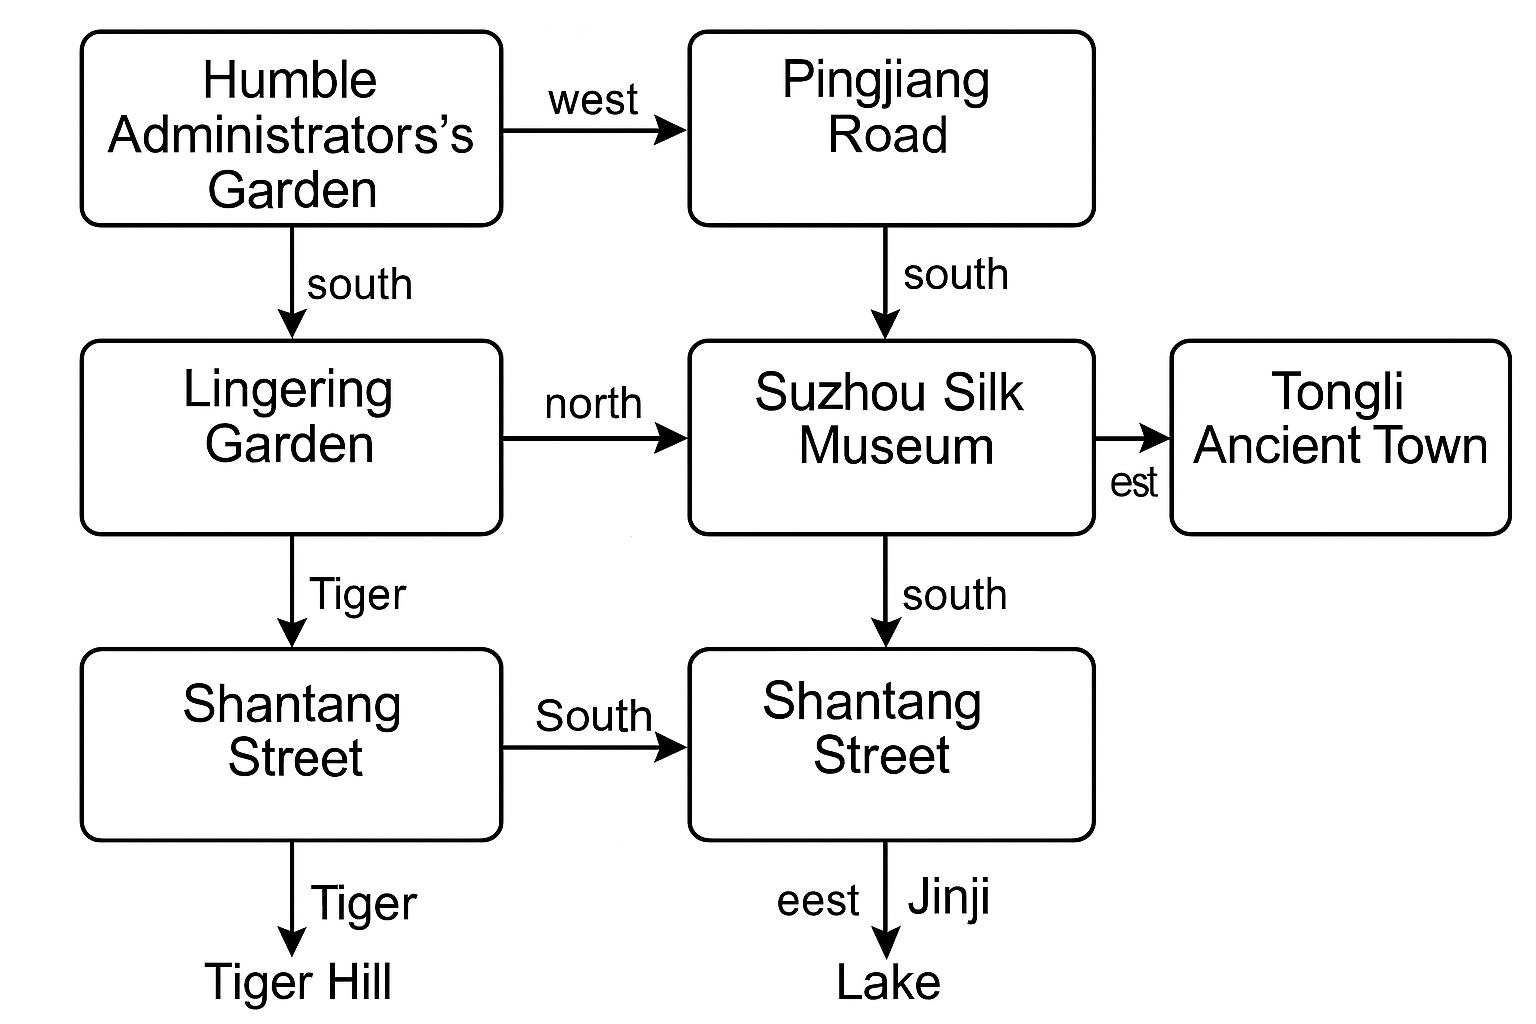 Humble
Administrators's
Garden
west
Pingjiang
Road
south
south
Lingering
Garden
north
Suzhou Silk
Museum
est
Tongli
Ancient Town
Tiger
south
Shantang
Street
South
Shantang
Street
Tiger
eest
Jinji
Tiger Hill
Lake